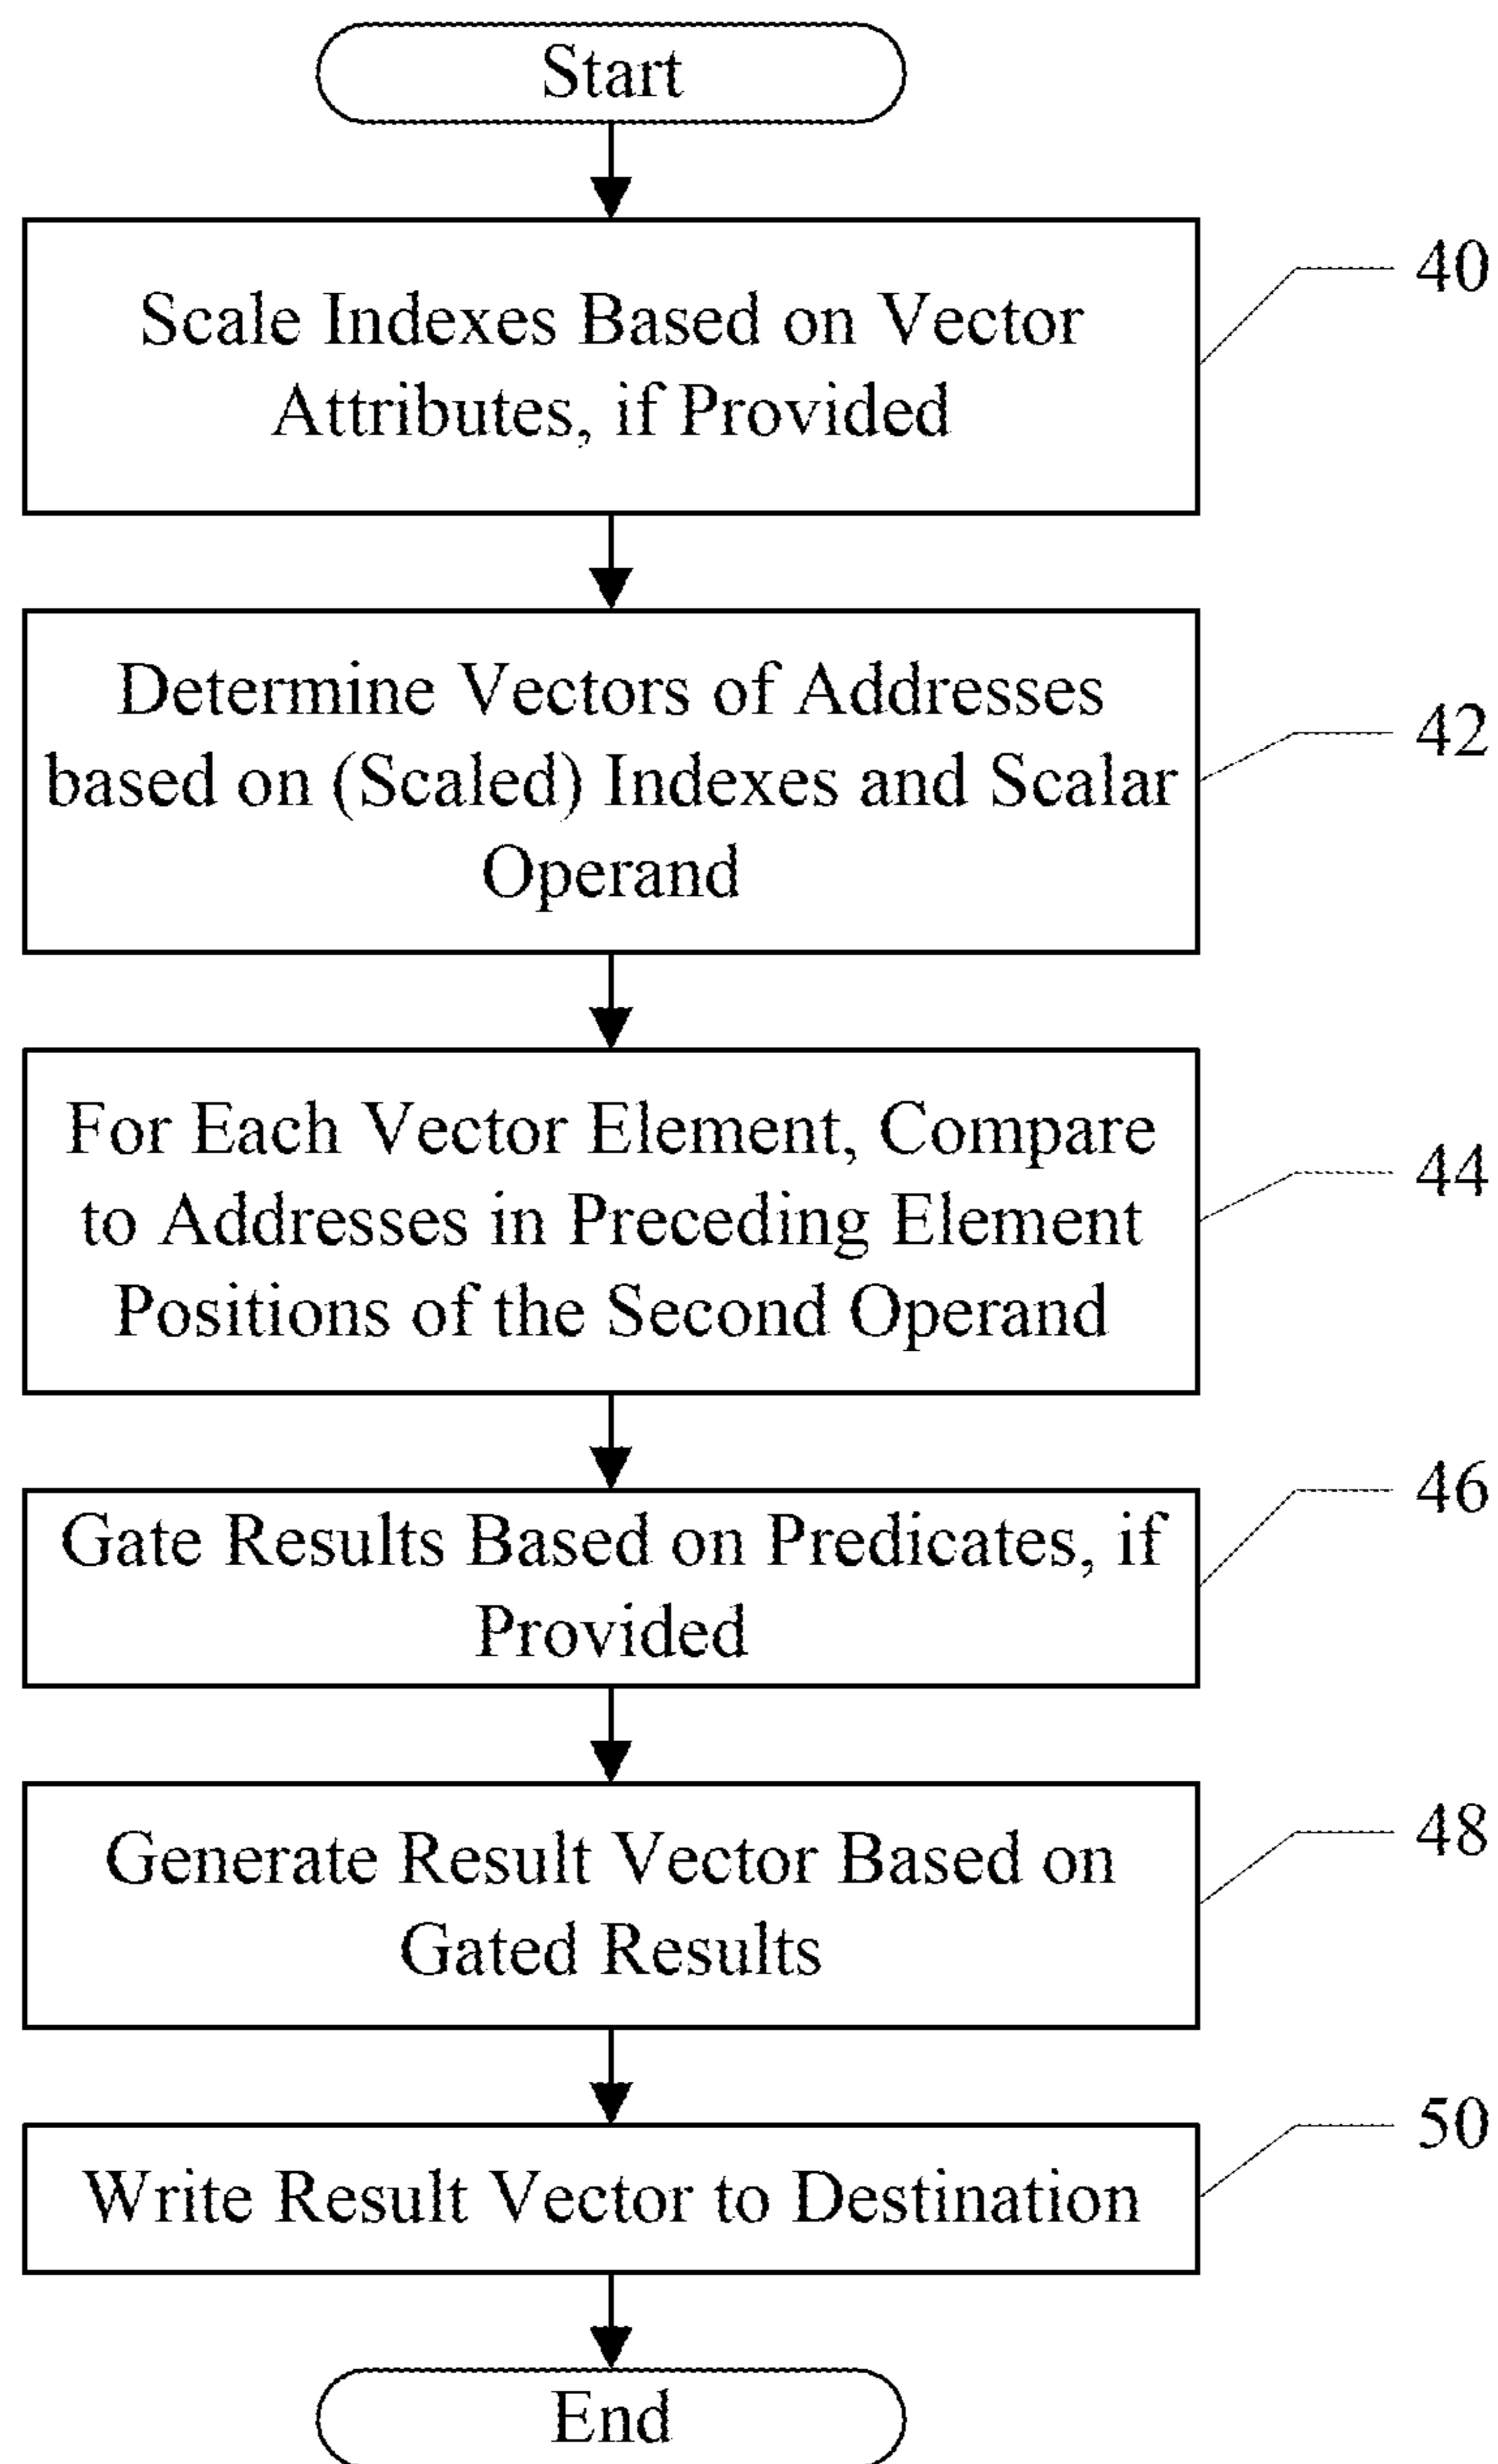 Start
Scale Indexes Based on Vector
Attributes, if Provided
40
Determine Vectors of Addresses
based on (Scaled) Indexes and Scalar
Operand
42
For Each Vector Element, Compare
to Addresses in Preceding Element
Positions of the Second Operand
44
Gate Results Based on Predicates, if
Provided
46
Generate Result Vector Based on
Gated Results
48
Write Result Vector to Destination
50
End